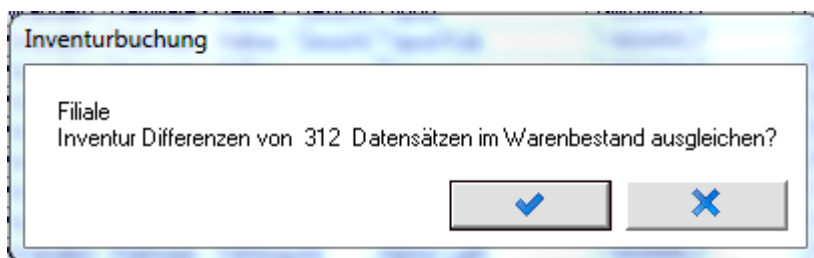 Inventurbuchung
Filiale
Inventur Differenzen von 312 Datensätzen im Warenbestand ausgleichen?